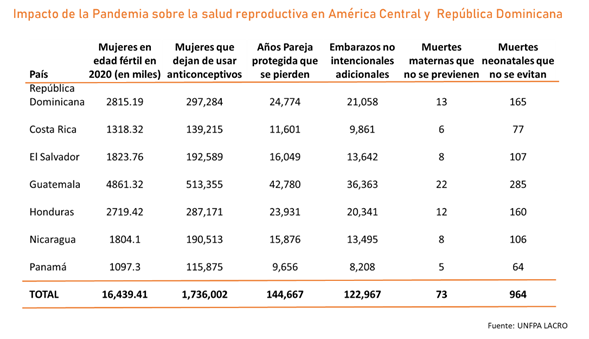 Impacto de la Pandemia sobre la salud reproductiva en América Central y República Dominicana
País | Mujeres en edad fértil en 2020 (en miles) | Mujeres que dejan de usar anticonceptivos | Años Pareja protegida que se pierden | Embarazos no intencionales adicionales | Muertes maternas que no se previenen | Muertes neonatales que no se evitan
República Dominicana 2815.19 297,284 24,774 21,058 13 165
Costa Rica 1318.32 139,215 11,601 9,861 6 77
El Salvador 1823.76 192,589 16,049 13,642 8 107
Guatemala 4861.32 513,355 42,780 36,363 22 285
Honduras 2719.42 287,171 23,931 20,341 12 160
Nicaragua 1804.1 190,513 15,876 13,495 8 106
Panamá 1097.3 115,875 9,656 8,208 5 64
TOTAL 16,439.41 1,736,002 144,667 122,967 73 964
Fuente: UNFPA LACRO